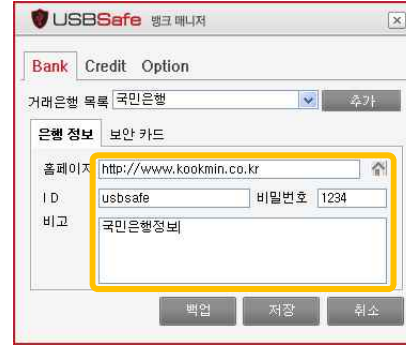 USBSafe 뱅크 매니저
Bank Credit Option
거래은행 목록 국민은행 추가
은행 정보 보안 카드
홈페이지 http://www.kookmin.co.kr
ID usbsafe 비밀번호 1234
비고 국민은행정보
백업 저장 취소